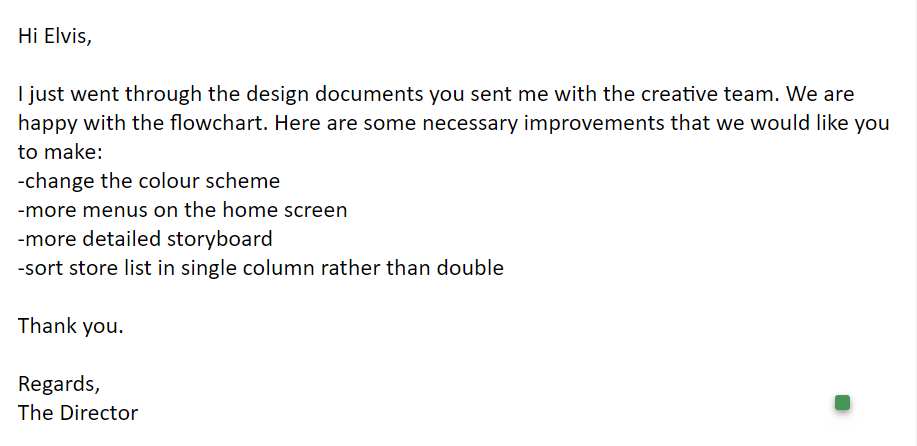 Hi Elvis,
I just went through the design documents you sent me with the creative team. We are
happy with the flowchart. Here are some necessary improvements that we would like you
to make:
-change the colour scheme
-more menus on the home screen
-more detailed storyboard
-sort store list in single column rather than double
Thank you.
Regards,
The Director